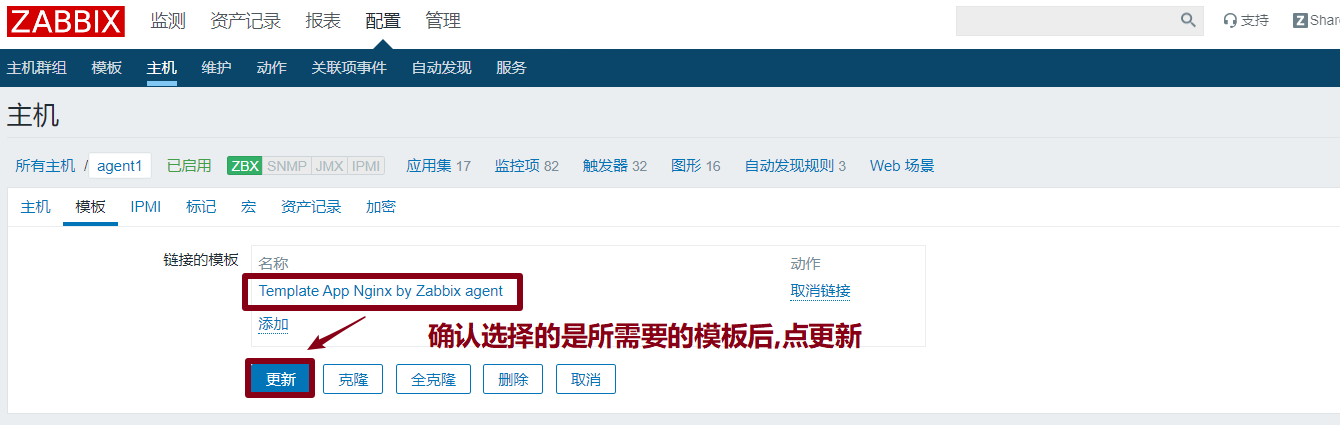 ZABBIX 监测 资产记录 报表 配置 管理 支持 Z Shar
主机群组 模板 主机 维护 动作 关联项事件 自动发现 服务
主机
所有主机 / agent1 已启用 ZBX SNMP JMX IPMI 应用集 17 监控项 82 触发器 32 图形 16 自动发现规则 3 Web 场景
主机 模板 IPMI 标记 宏 资产记录 加密
链接的模板 名称 动作
Template App Nginx by Zabbix agent 取消链接
添加
确认选择的是所需要的模板后,点更新
更新 克隆 全克隆 删除 取消